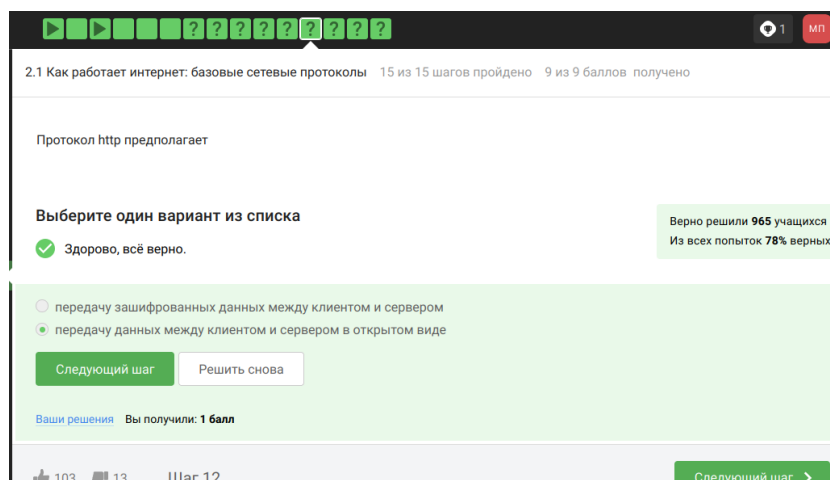 ? ? ? ? ? ? ? ? ?
1
МП
2.1 Как работает интернет: базовые сетевые протоколы 15 из 15 шагов пройдено 9 из 9 баллов получено
Протокол http предполагает
Выберите один вариант из списка
Здорово, всё верно.
Верно решили 965 учащихся
Из всех попыток 78% верных
передачу зашифрованных данных между клиентом и сервером
передачу данных между клиентом и сервером в открытом виде
Следующий шаг Решить снова
Ваши решения Вы получили: 1 балл
103 13 Шаг 12 Следующий шаг